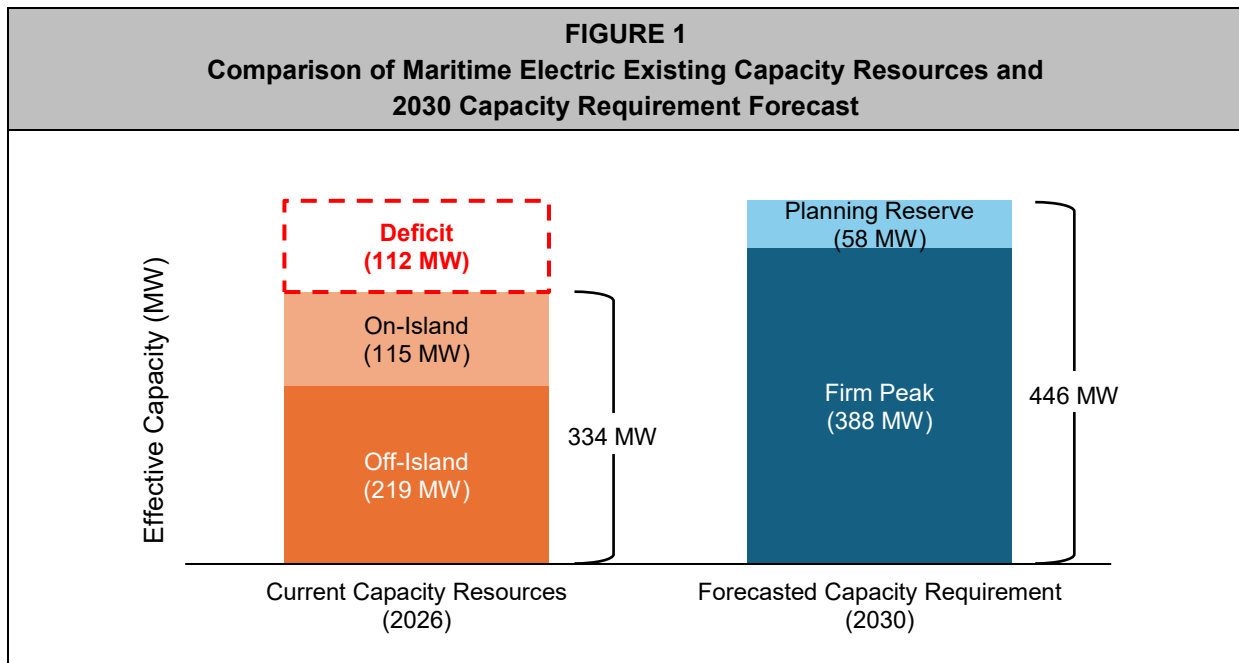 FIGURE 1
Comparison of Maritime Electric Existing Capacity Resources and
2030 Capacity Requirement Forecast
Effective Capacity (MW)
Deficit
(112 MW)
On-Island
(115 MW)
Off-Island
(219 MW)
334 MW
Planning Reserve
(58 MW)
Firm Peak
(388 MW)
446 MW
Current Capacity Resources
(2026)
Forecasted Capacity Requirement
(2030)